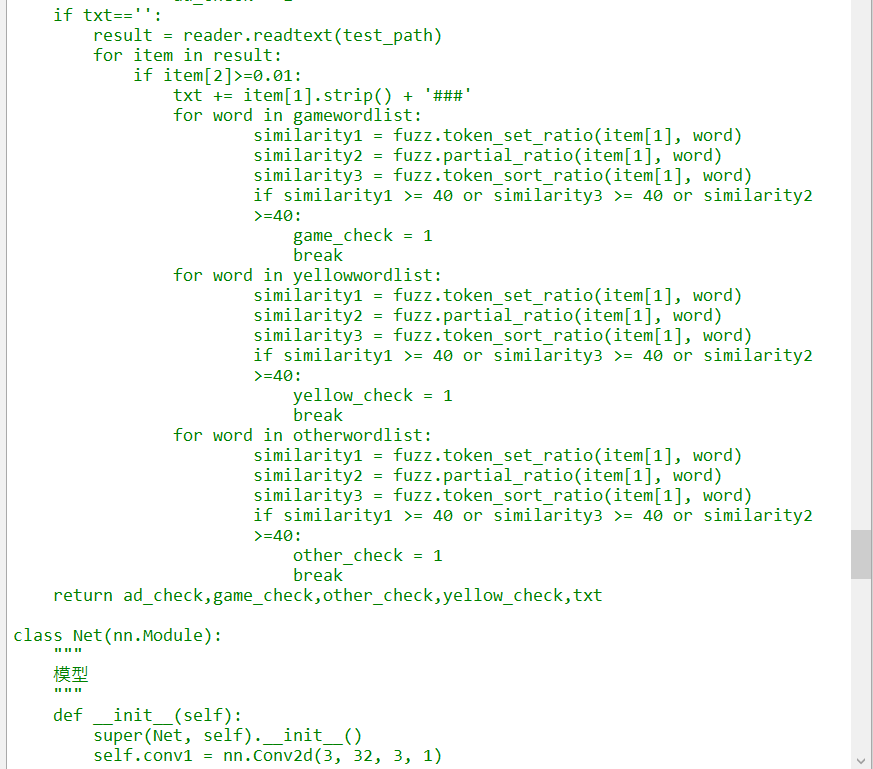 if txt=='':
        result = reader.readtext(test_path)
        for item in result:
            if item[2]>=0.01:
                txt += item[1].strip() + '###'
                for word in gamewordlist:
                        similarity1 = fuzz.token_set_ratio(item[1], word)
                        similarity2 = fuzz.partial_ratio(item[1], word)
                        similarity3 = fuzz.token_sort_ratio(item[1], word)
                        if similarity1 >= 40 or similarity3 >= 40 or similarity2
                        >=40:
                            game_check = 1
                            break
                for word in yellowwordlist:
                        similarity1 = fuzz.token_set_ratio(item[1], word)
                        similarity2 = fuzz.partial_ratio(item[1], word)
                        similarity3 = fuzz.token_sort_ratio(item[1], word)
                        if similarity1 >= 40 or similarity3 >= 40 or similarity2
                        >=40:
                            yellow_check = 1
                            break
                for word in otherwordlist:
                        similarity1 = fuzz.token_set_ratio(item[1], word)
                        similarity2 = fuzz.partial_ratio(item[1], word)
                        similarity3 = fuzz.token_sort_ratio(item[1], word)
                        if similarity1 >= 40 or similarity3 >= 40 or similarity2
                        >=40:
                            other_check = 1
                            break
    return ad_check,game_check,other_check,yellow_check,txt

class Net(nn.Module):
    """
    模型
    """
    def __init__(self):
        super(Net, self).__init__()
        self.conv1 = nn.Conv2d(3, 32, 3, 1)